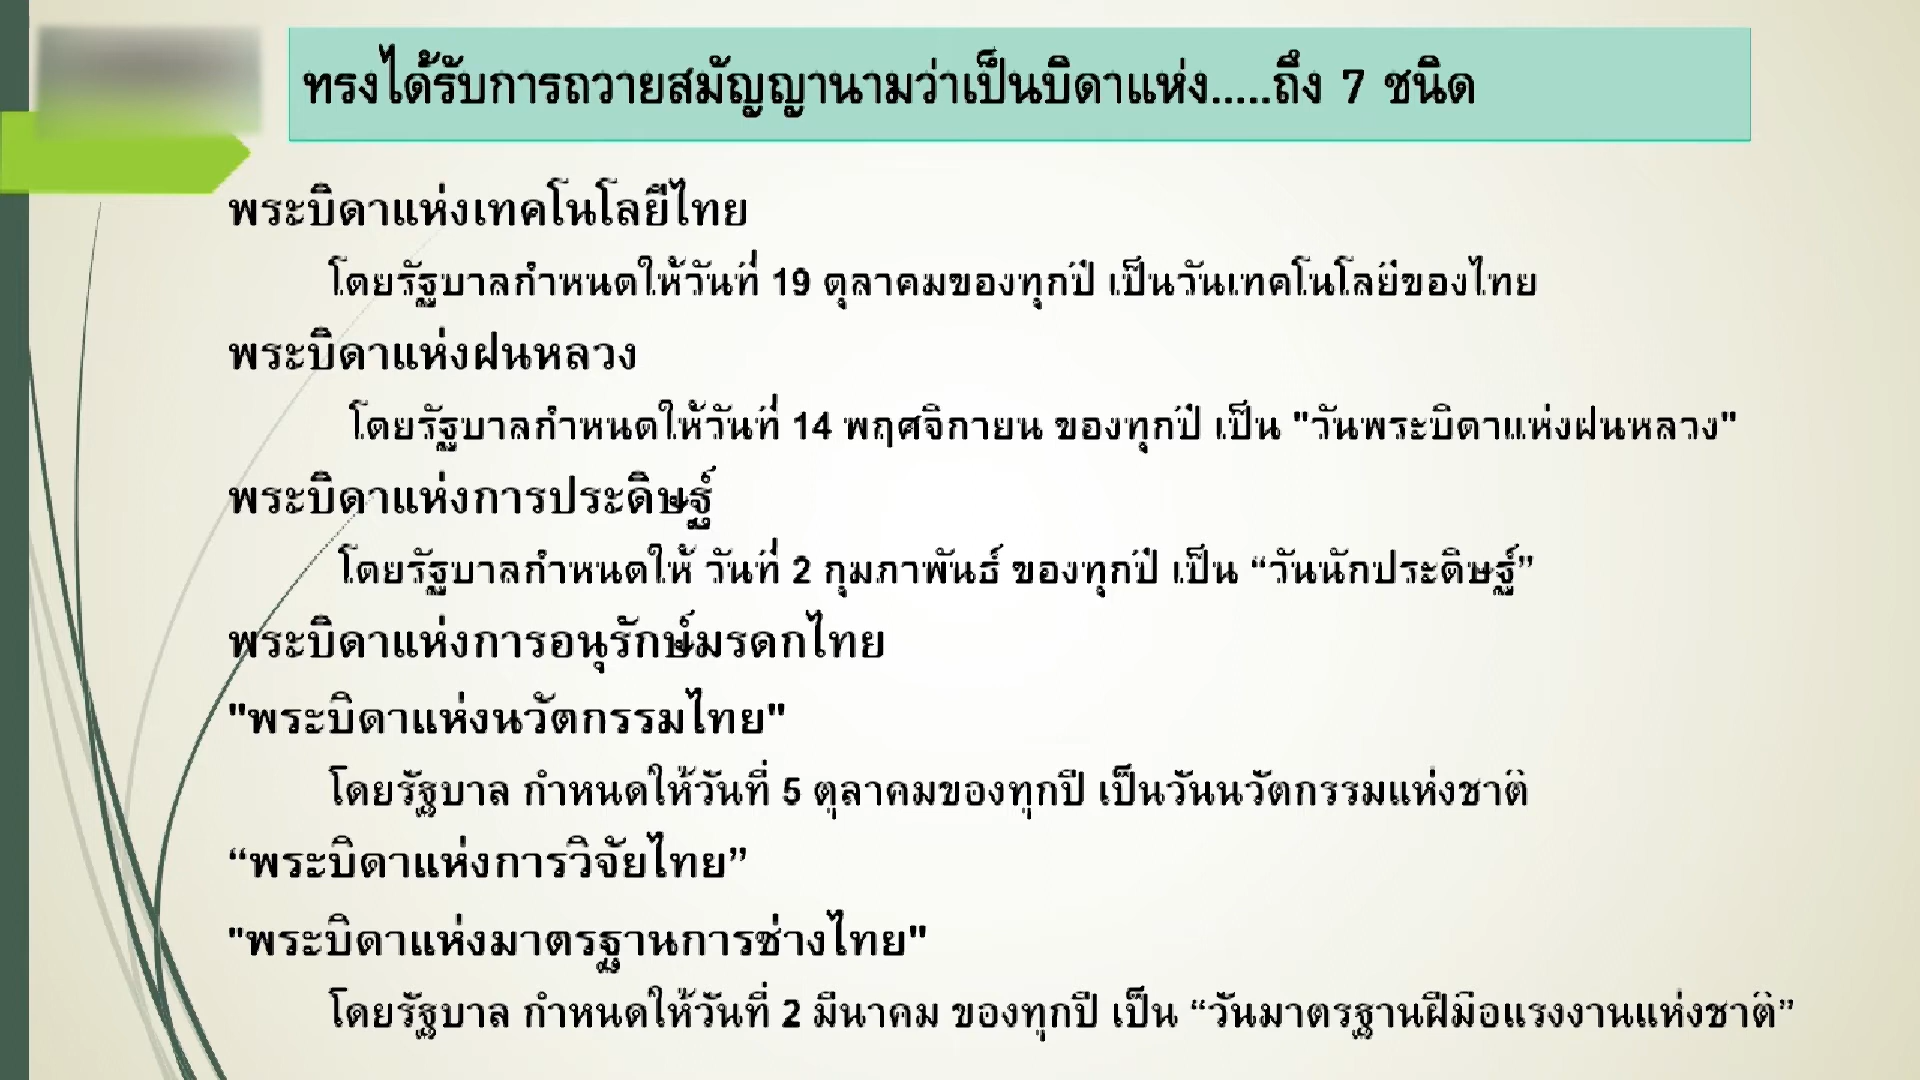 ทรงได้รับการถวายสมัญญานามว่าเป็นบิดาแห่ง.....ถึง 7 ชนิด
พระบิดาแห่งเทคโนโลยีไทย
โดยรัฐบาลกำหนดให้วันที่ 19 ตุลาคมของทุกปี เป็นวันเทคโนโลยีของไทย
พระบิดาแห่งฝนหลวง
โดยรัฐบาลกำหนดให้วันที่ 14 พฤศจิกายน ของทุกปี เป็น "วันพระบิดาแห่งฝนหลวง"
พระบิดาแห่งการประดิษฐ์
โดยรัฐบาลกำหนดให้ วันที่ 2 กุมภาพันธ์ ของทุกปี เป็น “วันนักประดิษฐ์”
พระบิดาแห่งการอนุรักษ์มรดกไทย
"พระบิดาแห่งนวัตกรรมไทย"
โดยรัฐบาล กำหนดให้วันที่ 5 ตุลาคมของทุกปี เป็นวันนวัตกรรมแห่งชาติ
“พระบิดาแห่งการวิจัยไทย”
"พระบิดาแห่งมาตรฐานการช่างไทย"
โดยรัฐบาล กำหนดให้วันที่ 2 มีนาคม ของทุกปี เป็น “วันมาตรฐานฝีมือแรงงานแห่งชาติ”